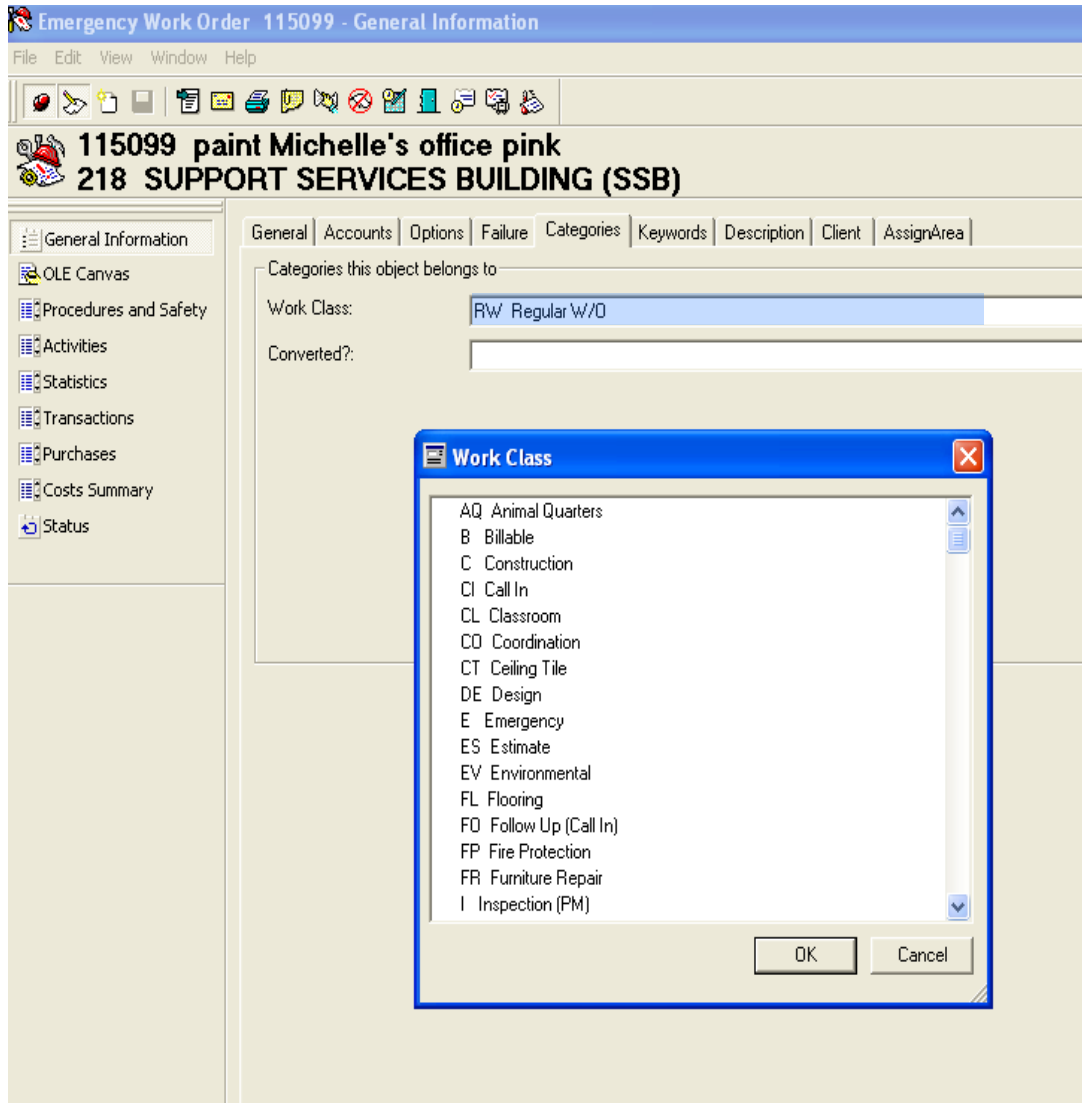 Emergency Work Order 115099 - General Information
File Edit View Window Help
115099 paint Michelle's office pink
218 SUPPORT SERVICES BUILDING (SSB)
General Information
OLE Canvas
Procedures and Safety
Activities
Statistics
Transactions
Purchases
Costs Summary
Status
General Accounts Options Failure Categories Keywords Description Client AssignArea
Categories this object belongs to
Work Class: RW Regular W/O
Converted?:
Work Class
AQ Animal Quarters
B Billable
C Construction
CI Call In
CL Classroom
CO Coordination
CT Ceiling Tile
DE Design
E Emergency
ES Estimate
EV Environmental
FL Flooring
FO Follow Up (Call In)
FP Fire Protection
FR Furniture Repair
I Inspection (PM)
OK Cancel